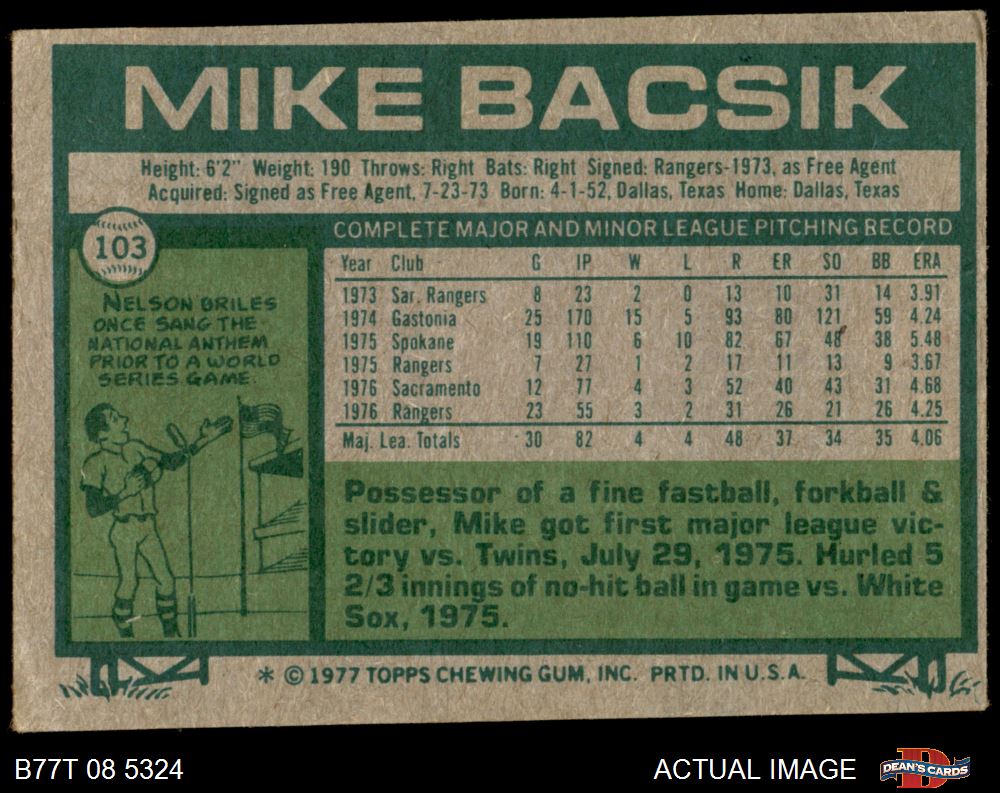 MIKE BACSIK
Height: 6'2" Weight: 190 Throws: Right Bats: Right Signed: Rangers-1973, as Free Agent
Acquired: Signed as Free Agent, 7-23-73 Born: 4-1-52, Dallas, Texas Home: Dallas, Texas
103
NELSON BRILES
ONCE SANG THE
NATIONAL ANTHEM
PRIOR TO A WORLD
SERIES GAME.
COMPLETE MAJOR AND MINOR LEAGUE PITCHING RECORD
Year Club G IP W L R ER SO BB ERA
1973 Sar. Rangers 8 23 2 0 13 10 31 14 3.91
1974 Gastonia 25 170 15 5 93 80 121 59 4.24
1975 Spokane 19 110 6 10 82 67 48 38 5.48
1975 Rangers 7 27 1 2 17 11 13 9 3.67
1976 Sacramento 12 77 4 3 52 40 43 31 4.68
1976 Rangers 23 55 3 2 31 26 21 26 4.25
Maj. Lea. Totals 30 82 4 4 48 37 34 35 4.06
Possessor of a fine fastball, forkball &
slider, Mike got first major league vic-
tory vs. Twins, July 29, 1975. Hurled 5
2/3 innings of no-hit ball in game vs. White
Sox, 1975.
* © 1977 TOPPS CHEWING GUM, INC. PRTD. IN U.S.A.
B77T 08 5324
ACTUAL IMAGE
D
DEAN'S CARDS